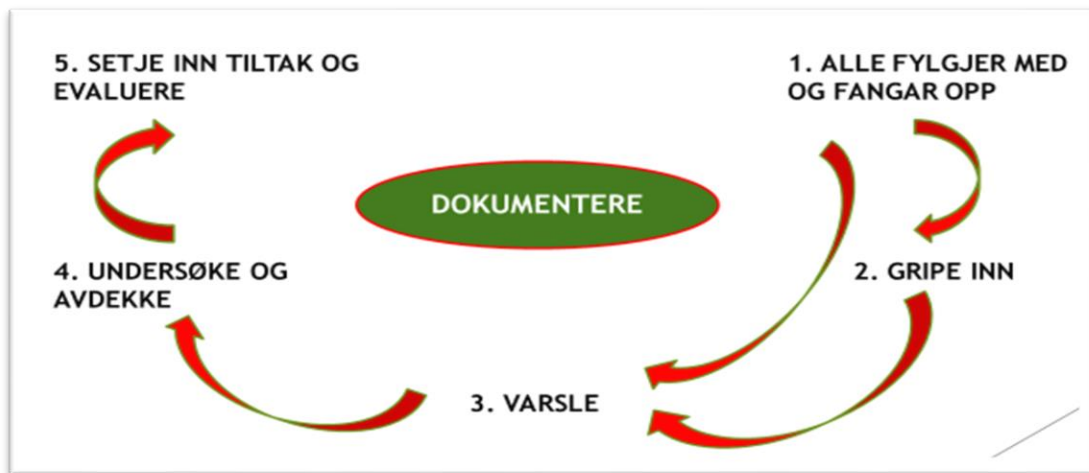 5. SETJE INN TILTAK OG
EVALUERE
1. ALLE FYLGJER MED
OG FANGAR OPP
DOKUMENTERE
4. UNDERSØKE OG
AVDEKKE
2. GRIPE INN
3. VARSLE